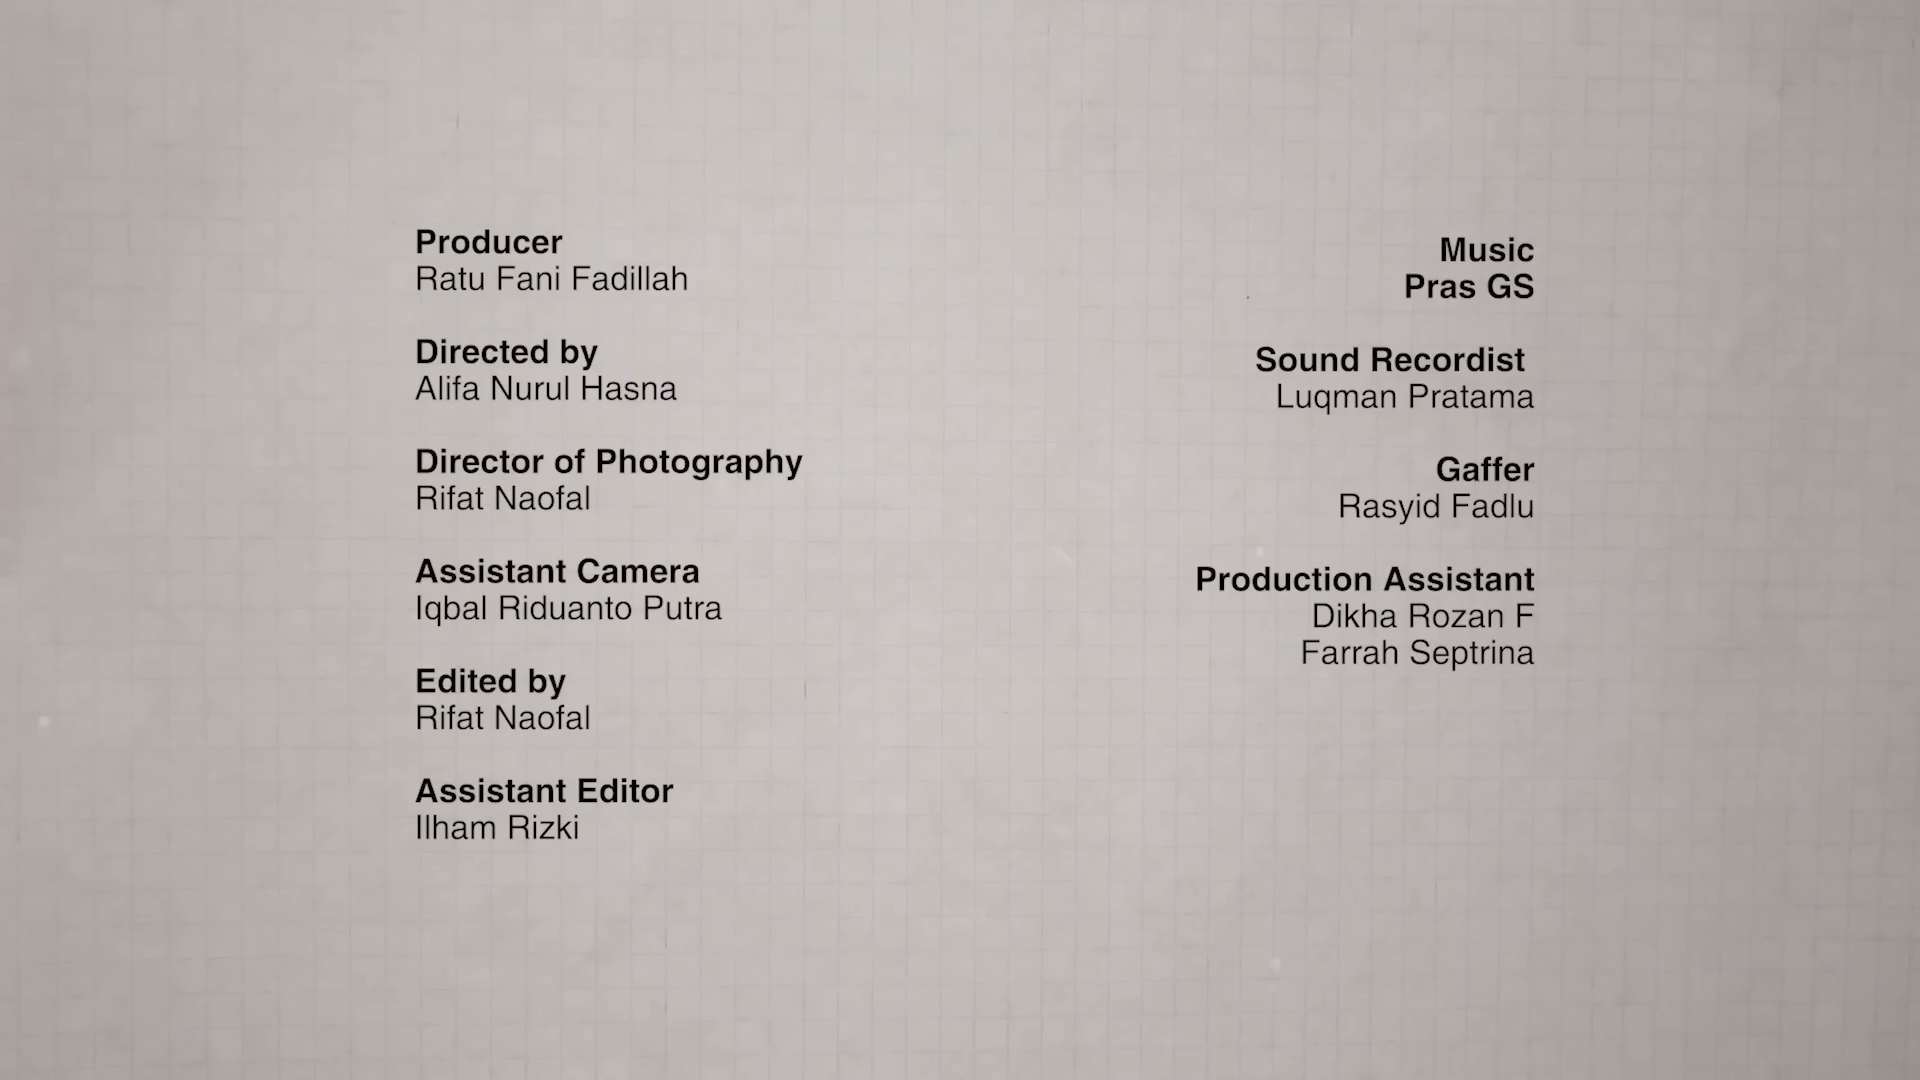 Producer
Ratu Fani Fadillah
Directed by
Alifa Nurul Hasna
Director of Photography
Rifat Naofal
Assistant Camera
Iqbal Riduanto Putra
Edited by
Rifat Naofal
Assistant Editor
Ilham Rizki
Music
Pras GS
Sound Recordist
Luqman Pratama
Gaffer
Rasyid Fadlu
Production Assistant
Dikha Rozan F
Farrah Septrina